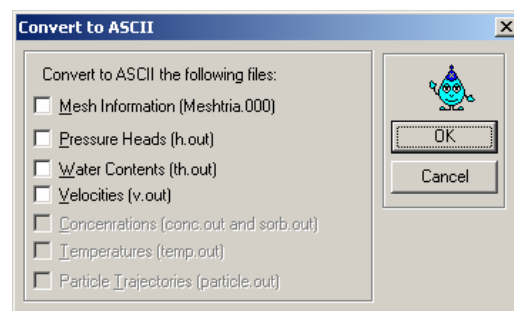 Convert to ASCII
Convert to ASCII the following files:
Mesh Information (Meshtria.000)
Pressure Heads (h.out)
Water Contents (th.out)
Velocities (v.out)
Concenrations (conc.out and sorb.out)
Temperatures (temp.out)
Particle Trajectories (particle.out)
OK
Cancel